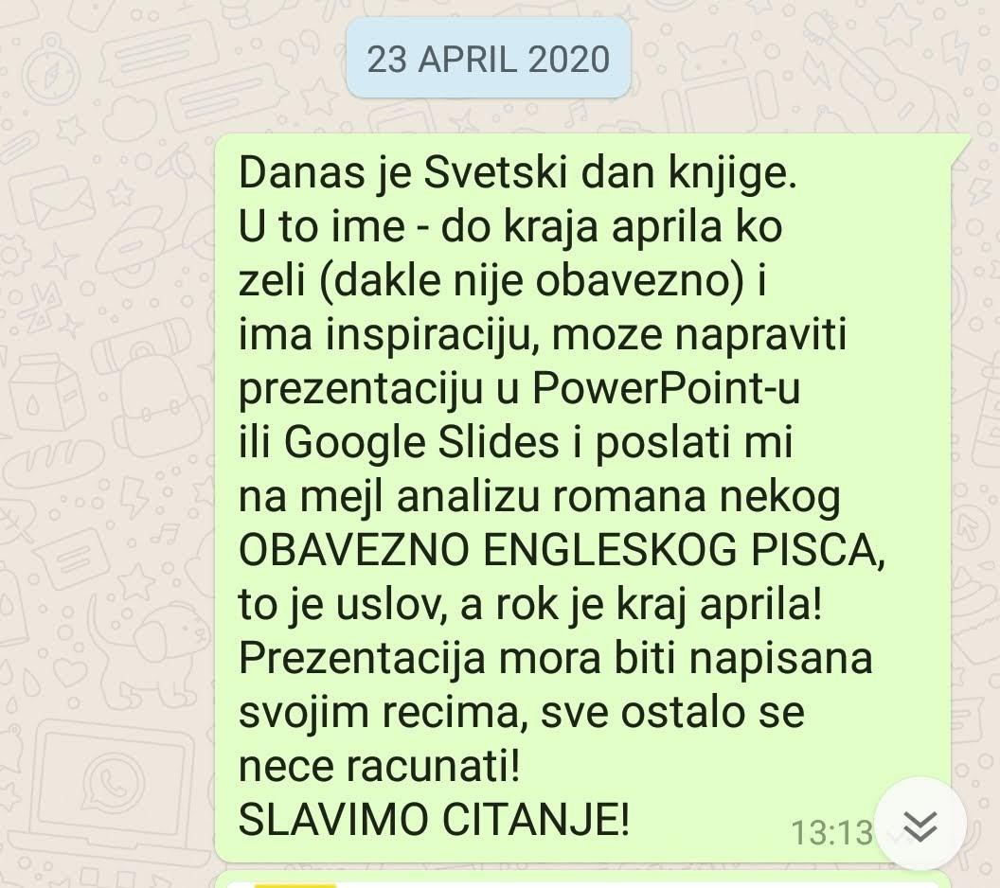 23 APRIL 2020
Danas je Svetski dan knjige.
U to ime - do kraja aprila ko
zeli (dakle nije obavezno) i
ima inspiraciju, moze napraviti
prezentaciju u PowerPoint-u
ili Google Slides i poslati mi
na mejl analizu romana nekog
OBAVEZNO ENGLESKOG PISCA,
to je uslov, a rok je kraj aprila!
Prezentacija mora biti napisana
svojim recima, sve ostalo se
nece racunati!
SLAVIMO CITANJE!
13:13